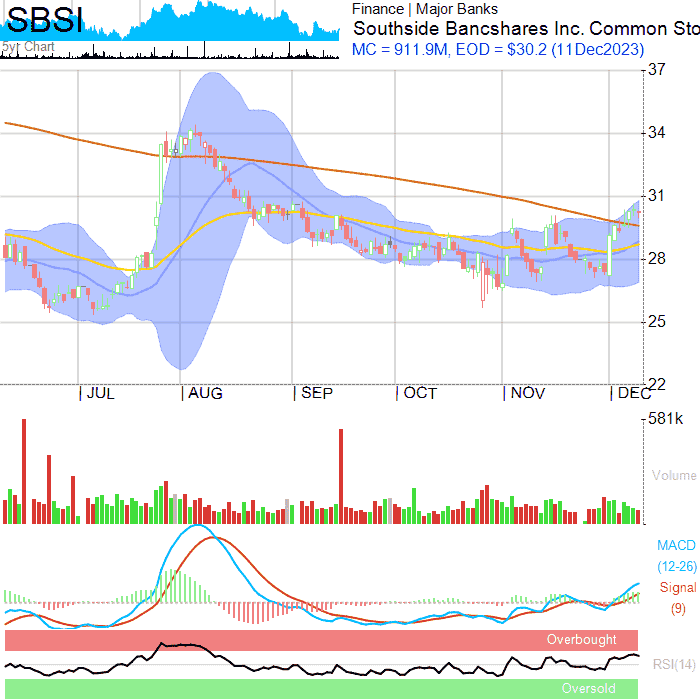 SBSI
5yr Chart
Finance | Major Banks
Southside Bancshares Inc. Common Sto
MC = 911.9M, EOD = $30.2 (11Dec2023)
37
34
31
28
25
22
JUL AUG SEP OCT NOV DEC
581k
Volume
MACD
(12-26)
Signal
(9)
Overbought
RSI(14)
Oversold